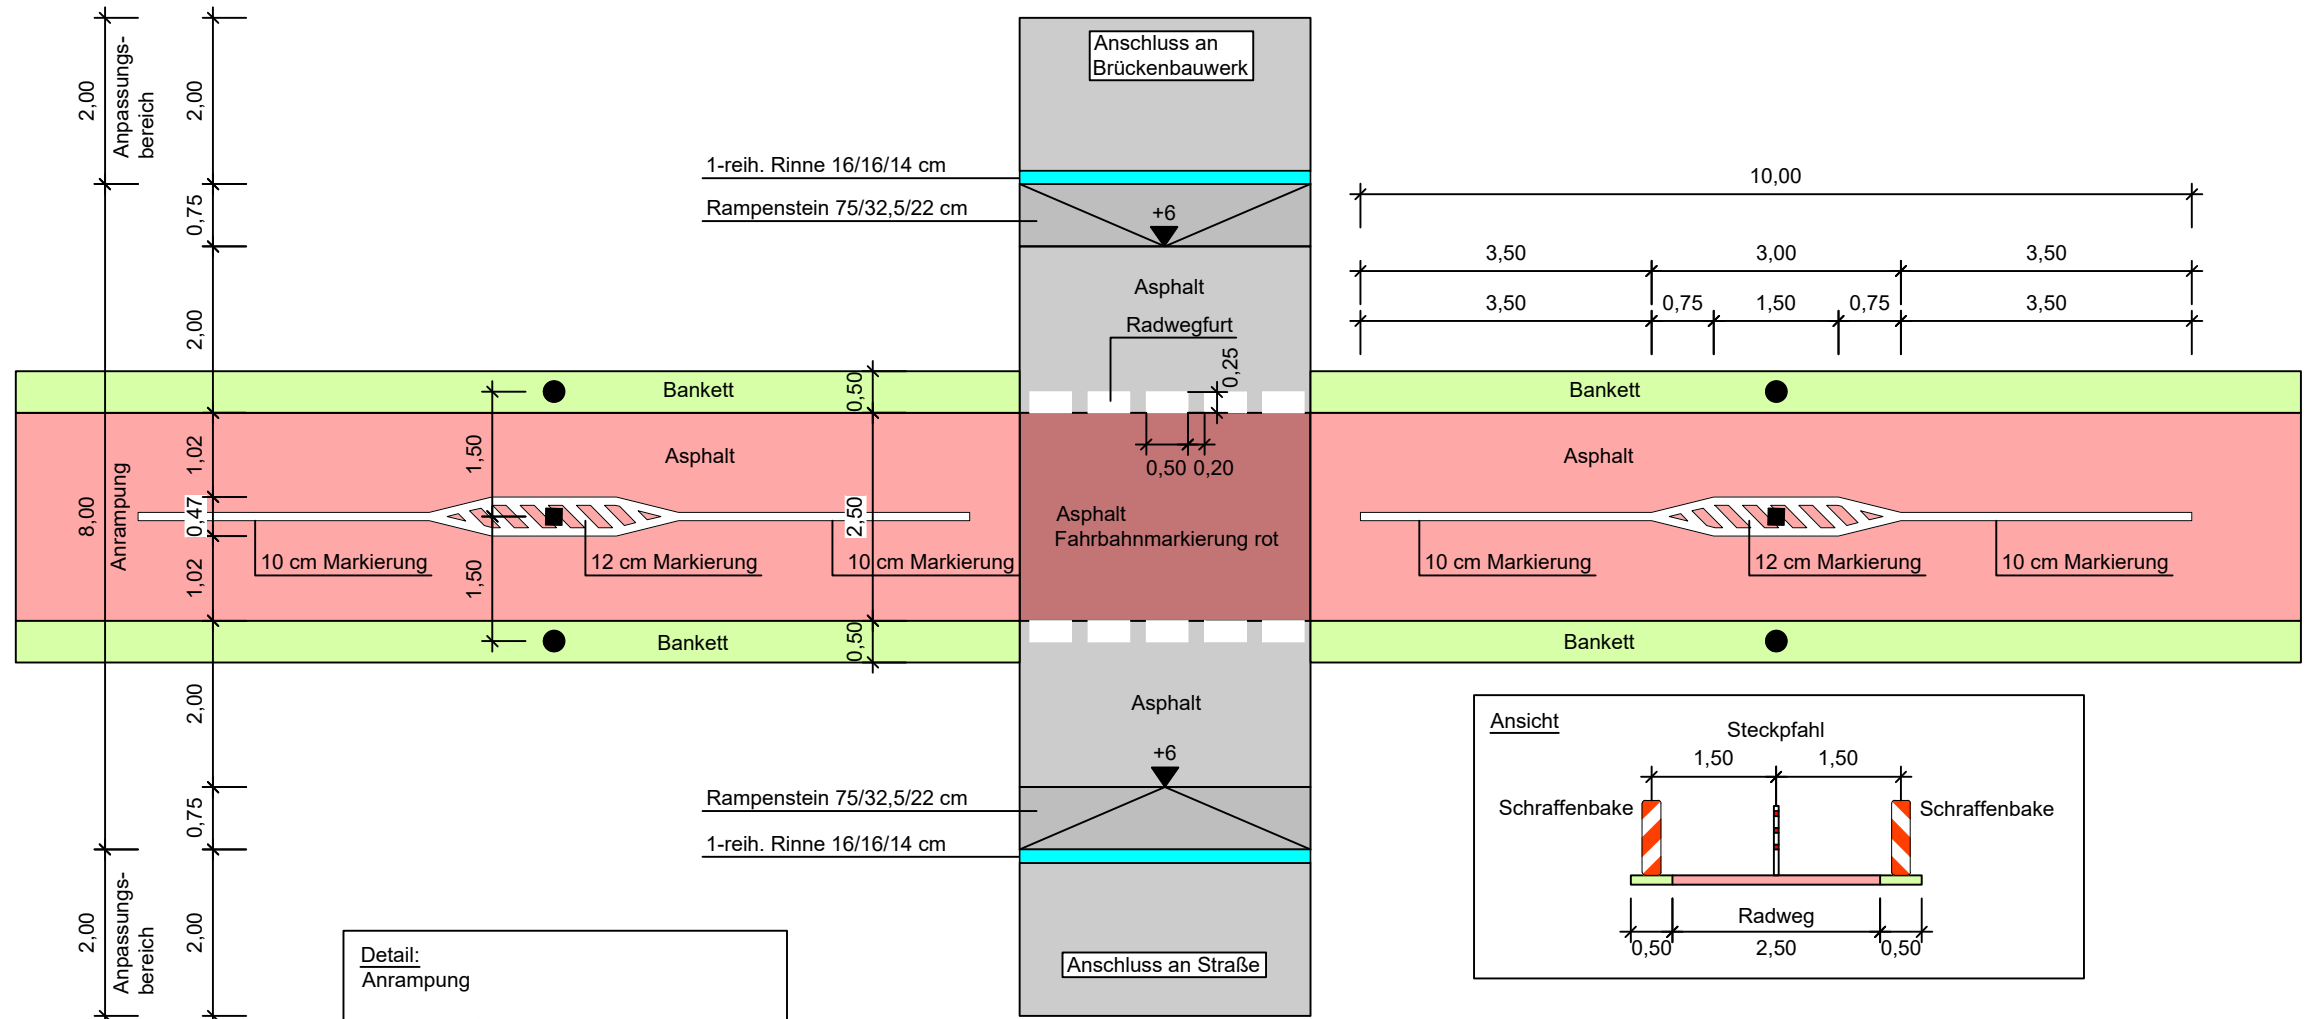 2,00
Anpassungs-
bereich
2,00
Anschluss an
Brückenbauwerk
1-reih. Rinne 16/16/14 cm
Rampenstein 75/32,5/22 cm
0,75
+6
10,00
3,50
3,00
3,50
3,50
0,75
1,50
0,75
3,50
Asphalt
Radwegfurt
0,25
2,00
0,50
Bankett
Bankett
8,00
Anrampung
1,02
0,47
1,02
1,50
1,50
Asphalt
2,50
0,50 0,20
Asphalt
Asphalt
Fahrbahnmarkierung rot
10 cm Markierung
12 cm Markierung
10 cm Markierung
10 cm Markierung
12 cm Markierung
10 cm Markierung
0,50
Bankett
Bankett
2,00
Asphalt
+6
0,75
Rampenstein 75/32,5/22 cm
1-reih. Rinne 16/16/14 cm
2,00
Anpassungs-
bereich
2,00
Anschluss an Straße
Detail:
Anrampung
Ansicht
Steckpfahl
1,50
1,50
Schraffenbake
Schraffenbake
Radweg
0,50
2,50
0,50